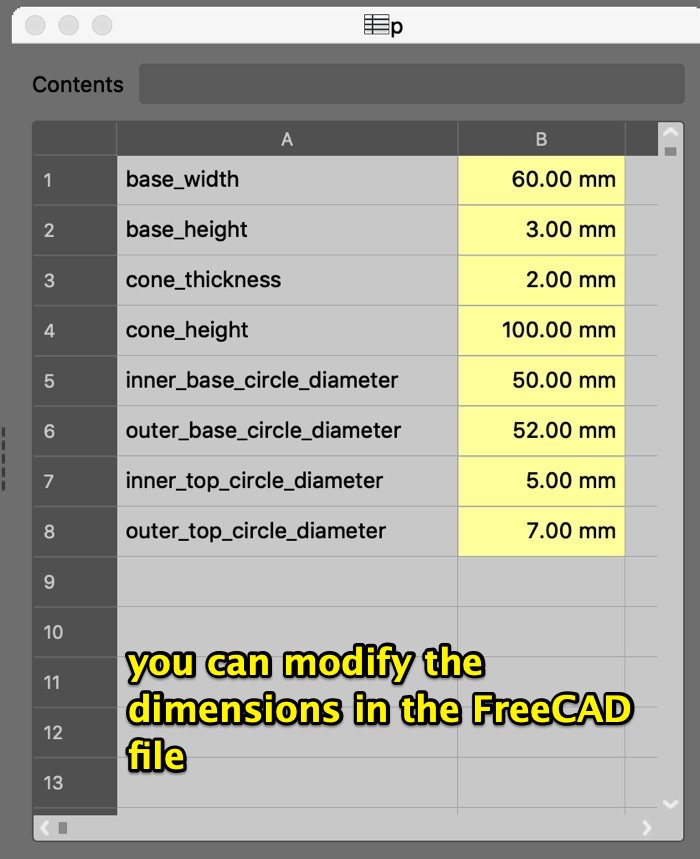 p
Contents
A B
1 base_width 60.00 mm
2 base_height 3.00 mm
3 cone_thickness 2.00 mm
4 cone_height 100.00 mm
5 inner_base_circle_diameter 50.00 mm
6 outer_base_circle_diameter 52.00 mm
7 inner_top_circle_diameter 5.00 mm
8 outer_top_circle_diameter 7.00 mm
9
10
11
12
13
you can modify the
dimensions in the FreeCAD
file